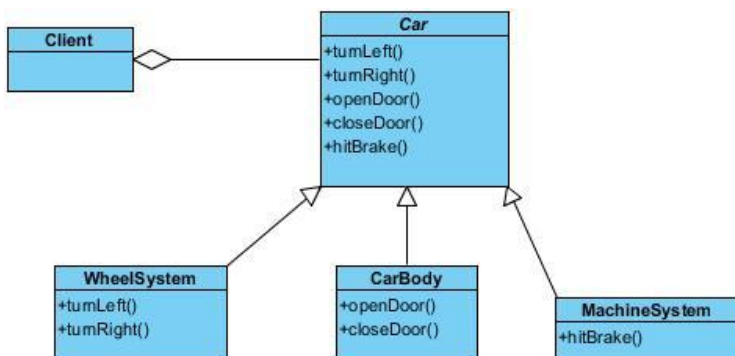 Client
Car
+turnLeft()
+turnRight()
+openDoor()
+closeDoor()
+hitBrake()
WheelSystem
+turnLeft()
+turnRight()
CarBody
+openDoor()
+closeDoor()
MachineSystem
+hitBrake()